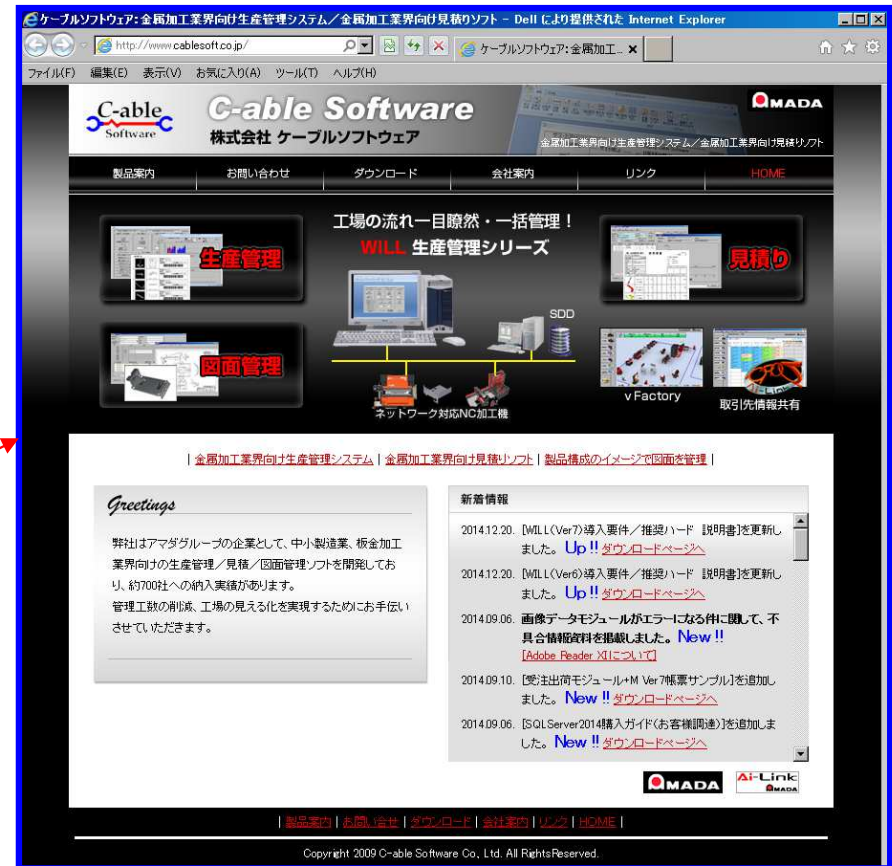 ケーブルソフトウェア: 金属加工業界向け生産管理システム／金属加工業界向け見積りソフト - Dell により提供された Internet Explorer
http://www.cablesoft.co.jp/
ケーブルソフトウェア: 金属加工...
ファイル(F) 編集(E) 表示(V) お気に入り(A) ツール(T) ヘルプ(H)
C-able
Software
C-able Software
株式会社 ケーブルソフトウェア
AMADA
金属加工業界向け生産管理システム／金属加工業界向け見積りソフト
製品案内 お問い合わせ ダウンロード 会社案内 リンク HOME
工場の流れ一目瞭然・一括管理！
WILL 生産管理シリーズ
生産管理
見積り
SDD
図面管理
ネットワーク対応NC加工機
v Factory
Ai-Link
取引先情報共有
| 金属加工業界向け生産管理システム | 金属加工業界向け見積りソフト | 製品構成のイメージで図面を管理 |
Greetings
弊社はアマダグループの企業として、中小製造業、板金加工
業界向けの生産管理／見積／図面管理ソフトを開発してお
り、約700社への納入実績があります。
管理工数の削減、工場の見える化を実現するためにお手伝い
させていただきます。
新着情報
2014.12.20. [WILL(Ver7)導入要件／推奨ハード 説明書]を更新し
ました。 Up !! ダウンロードページへ
2014.12.20. [WILL(Ver6)導入要件／推奨ハード 説明書]を更新し
ました。 Up !! ダウンロードページへ
2014.09.06. 画像データモジュールがエラーになる件に関して、不
具合情報資料を掲載しました。 New !!
[Adobe Reader XIについて]
2014.09.10. [受注出荷モジュール+M Ver7帳票サンプル]を追加し
ました。 New !! ダウンロードページへ
2014.09.06. [SQLServer2014購入ガイド(お客様調達)]を追加しま
した。 New !! ダウンロードページへ
AMADA
Ai-Link
AMADA
| 製品案内 | お問い合せ | ダウンロード | 会社案内 | リンク | HOME |
Copyright 2009 C-able Software Co., Ltd. All Rights Reserved.